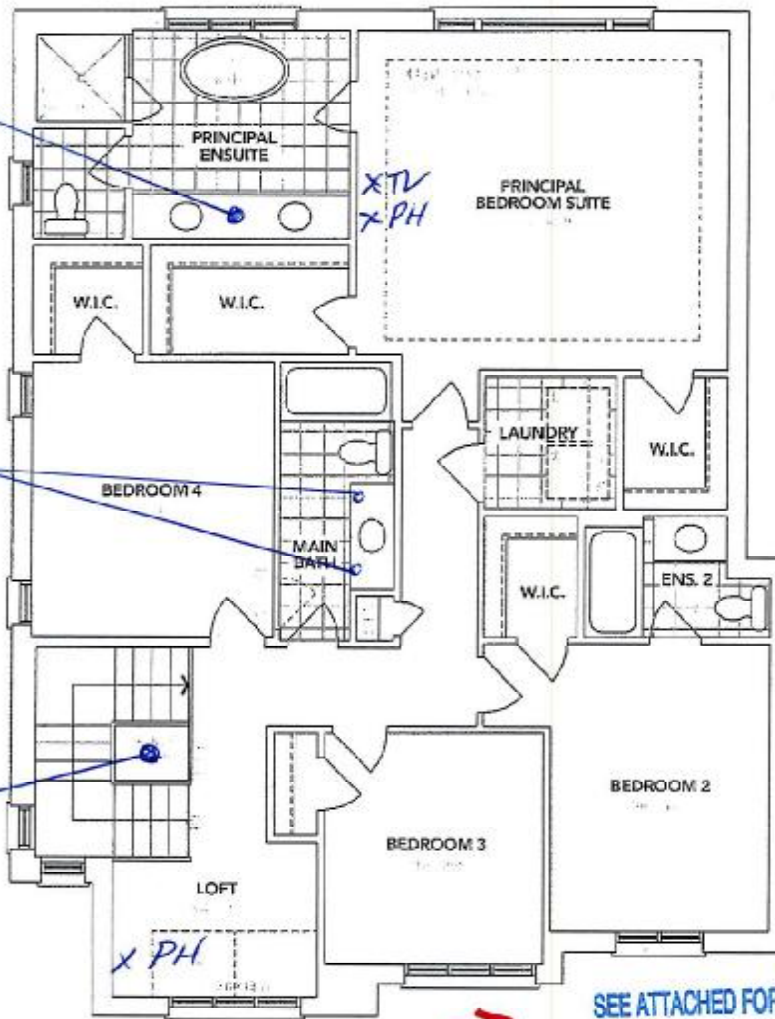 PRINCIPAL
ENSUITE
X TV
X PH
PRINCIPAL
BEDROOM SUITE
W.I.C.
W.I.C.
LAUNDRY
W.I.C.
BEDROOM 4
MAIN
BATH
W.I.C.
ENS. 2
BEDROOM 2
BEDROOM 3
LOFT
X PH
SEE ATTACHED FOR